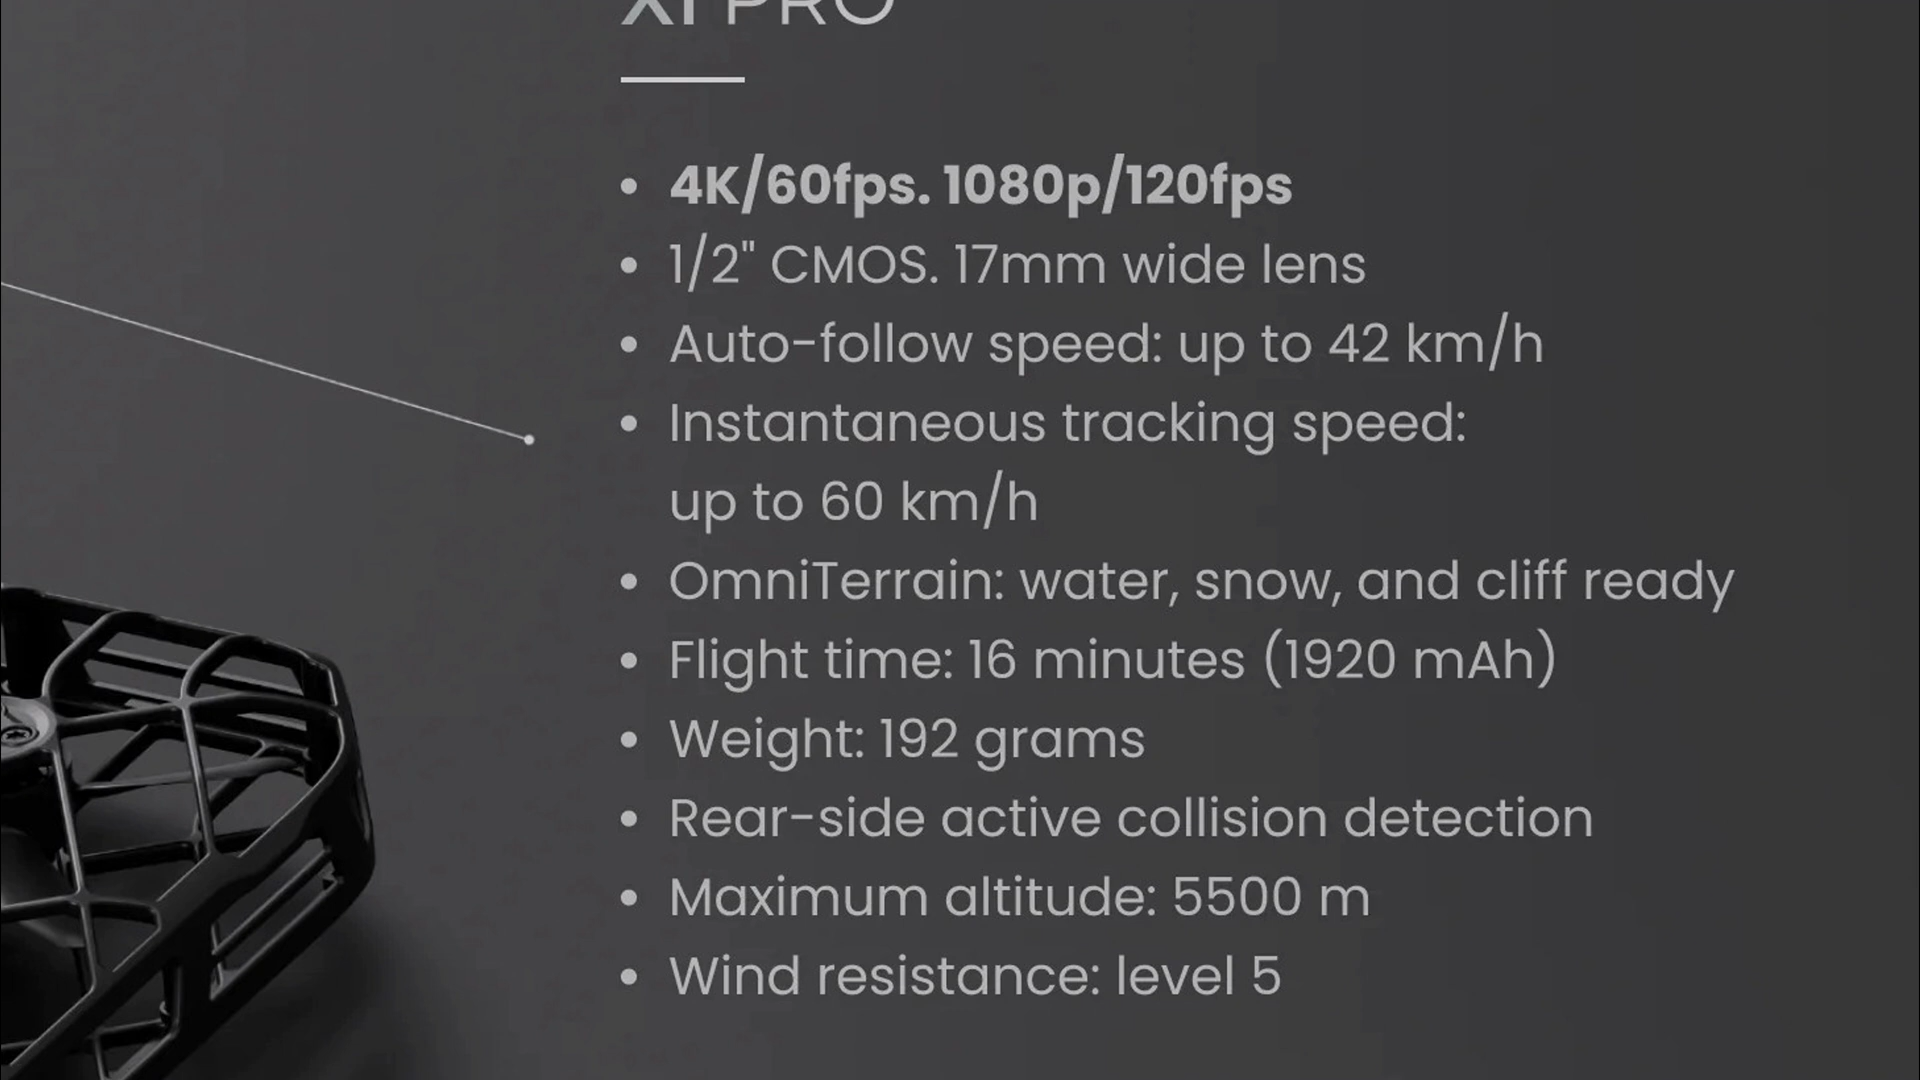 X1 PRO
• 4K/60fps. 1080p/120fps
• 1/2" CMOS. 17mm wide lens
• Auto-follow speed: up to 42 km/h
• Instantaneous tracking speed:
up to 60 km/h
• OmniTerrain: water, snow, and cliff ready
• Flight time: 16 minutes (1920 mAh)
• Weight: 192 grams
• Rear-side active collision detection
• Maximum altitude: 5500 m
• Wind resistance: level 5